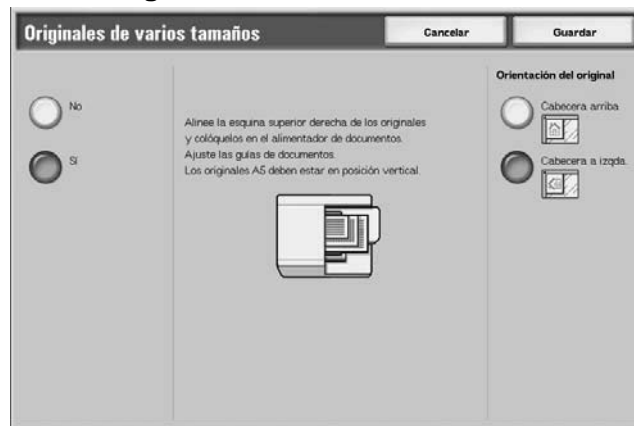 Originales de varios tamaños
Cancelar
Guardar
No
Sí
Alinee la esquina superior derecha de los originales
y colóquelos en el alimentador de documentos.
Ajuste las guías de documentos.
Los originales A5 deben estar en posición vertical.
Orientación del original
Cabecera arriba
Cabecera a izqda.